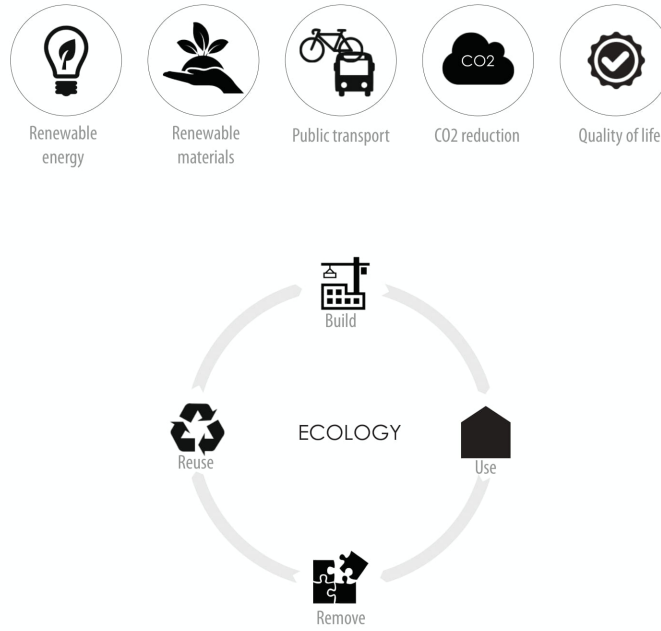 CO2
Renewable
energy
Renewable
materials
Public transport
CO2 reduction
Quality of life
Build
ECOLOGY
Reuse
Use
Remove